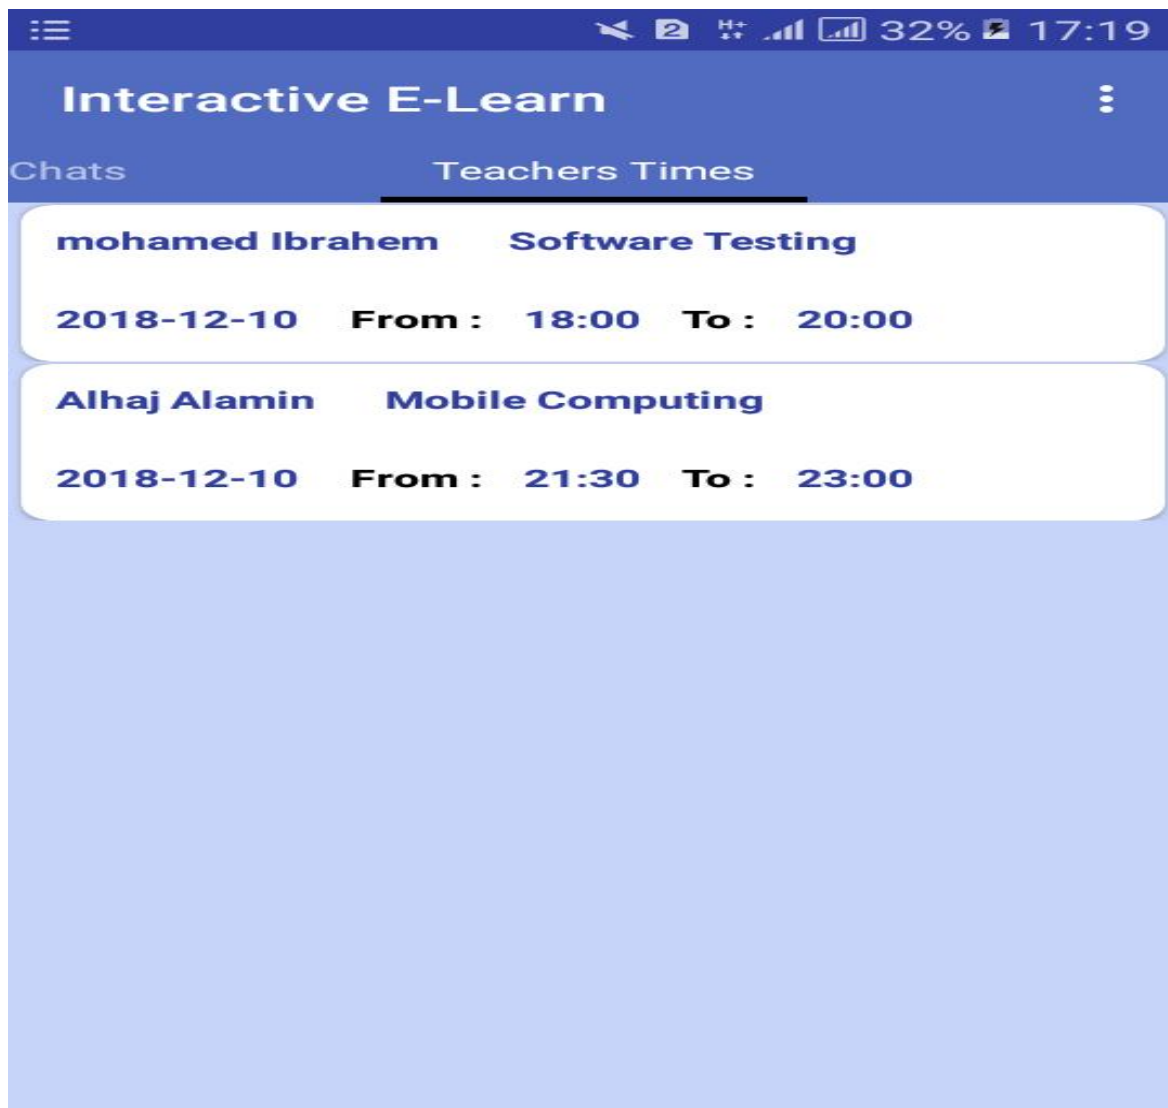 2 H+ 32% 17:19
Interactive E-Learn
Chats Teachers Times
mohamed Ibrahem Software Testing
2018-12-10 From : 18:00 To : 20:00
Alhaj Alamin Mobile Computing
2018-12-10 From : 21:30 To : 23:00